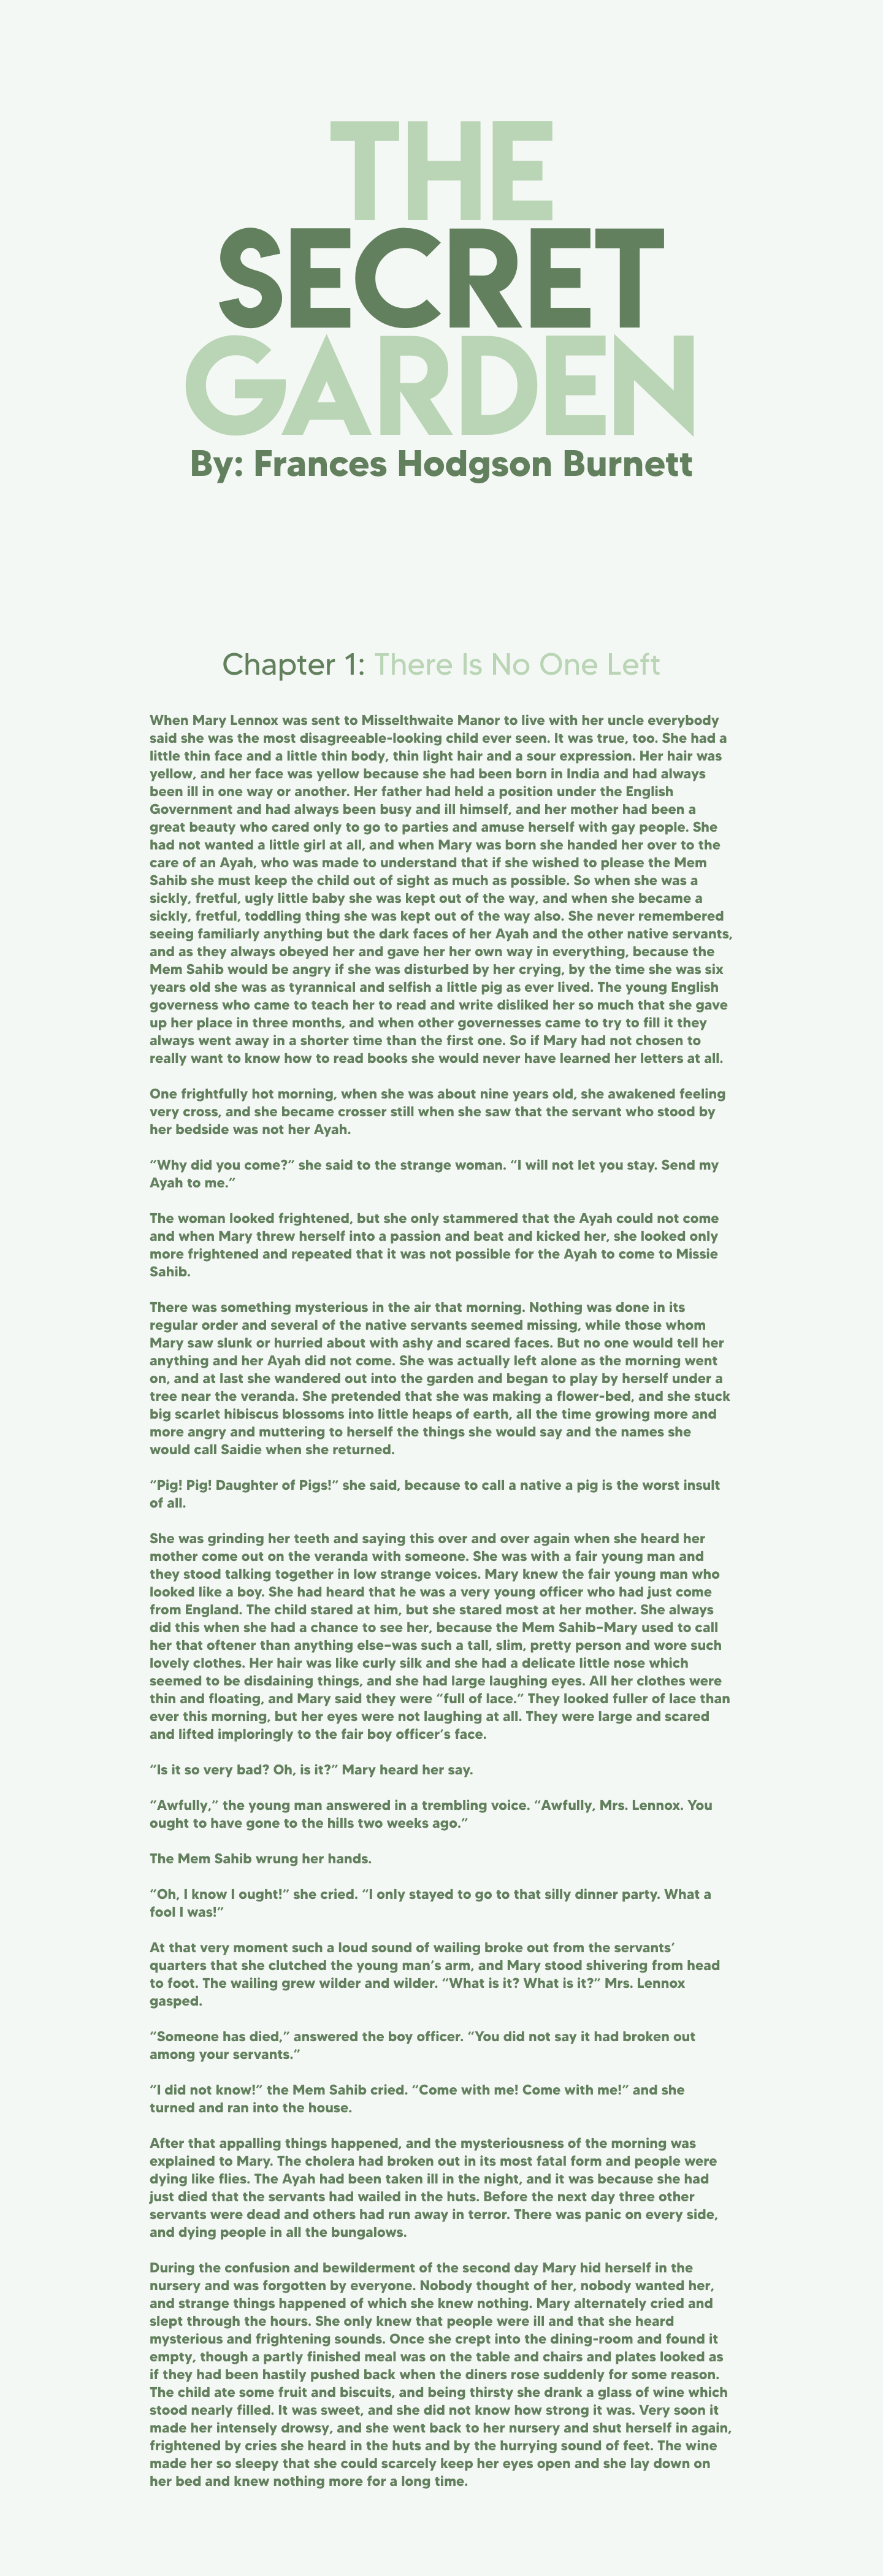 THE
SECRET
GARDEN
By: Frances Hodgson Burnett
Chapter 1: There Is No One Left
When Mary Lennox was sent to Misselthwaite Manor to live with her uncle everybody
said she was the most disagreeable-looking child ever seen. It was true, too. She had a
little thin face and a little thin body, thin light hair and a sour expression. Her hair was
yellow, and her face was yellow because she had been born in India and had always
been ill in one way or another. Her father had held a position under the English
Government and had always been busy and ill himself, and her mother had been a
great beauty who cared only to go to parties and amuse herself with gay people. She
had not wanted a little girl at all, and when Mary was born she handed her over to the
care of an Ayah, who was made to understand that if she wished to please the Mem
Sahib she must keep the child out of sight as much as possible. So when she was a
sickly, fretful, ugly little baby she was kept out of the way, and when she became a
sickly, fretful, toddling thing she was kept out of the way also. She never remembered
seeing familiarly anything but the dark faces of her Ayah and the other native servants,
and as they always obeyed her and gave her her own way in everything, because the
Mem Sahib would be angry if she was disturbed by her crying, by the time she was six
years old she was as tyrannical and selfish a little pig as ever lived. The young English
governess who came to teach her to read and write disliked her so much that she gave
up her place in three months, and when other governesses came to try to fill it they
always went away in a shorter time than the first one. So if Mary had not chosen to
really want to know how to read books she would never have learned her letters at all.
One frightfully hot morning, when she was about nine years old, she awakened feeling
very cross, and she became crosser still when she saw that the servant who stood by
her bedside was not her Ayah.
“Why did you come?” she said to the strange woman. “I will not let you stay. Send my
Ayah to me.”
The woman looked frightened, but she only stammered that the Ayah could not come
and when Mary threw herself into a passion and beat and kicked her, she looked only
more frightened and repeated that it was not possible for the Ayah to come to Missie
Sahib.
There was something mysterious in the air that morning. Nothing was done in its
regular order and several of the native servants seemed missing, while those whom
Mary saw slunk or hurried about with ashy and scared faces. But no one would tell her
anything and her Ayah did not come. She was actually left alone as the morning went
on, and at last she wandered out into the garden and began to play by herself under a
tree near the veranda. She pretended that she was making a flower-bed, and she stuck
big scarlet hibiscus blossoms into little heaps of earth, all the time growing more and
more angry and muttering to herself the things she would say and the names she
would call Saidie when she returned.
“Pig! Pig! Daughter of Pigs!” she said, because to call a native a pig is the worst insult
of all.
She was grinding her teeth and saying this over and over again when she heard her
mother come out on the veranda with someone. She was with a fair young man and
they stood talking together in low strange voices. Mary knew the fair young man who
looked like a boy. She had heard that he was a very young officer who had just come
from England. The child stared at him, but she stared most at her mother. She always
did this when she had a chance to see her, because the Mem Sahib–Mary used to call
her that oftener than anything else–was such a tall, slim, pretty person and wore such
lovely clothes. Her hair was like curly silk and she had a delicate little nose which
seemed to be disdaining things, and she had large laughing eyes. All her clothes were
thin and floating, and Mary said they were “full of lace.” They looked fuller of lace than
ever this morning, but her eyes were not laughing at all. They were large and scared
and lifted imploringly to the fair boy officer’s face.
“Is it so very bad? Oh, is it?” Mary heard her say.
“Awfully,” the young man answered in a trembling voice. “Awfully, Mrs. Lennox. You
ought to have gone to the hills two weeks ago.”
The Mem Sahib wrung her hands.
“Oh, I know I ought!” she cried. “I only stayed to go to that silly dinner party. What a
fool I was!”
At that very moment such a loud sound of wailing broke out from the servants’
quarters that she clutched the young man’s arm, and Mary stood shivering from head
to foot. The wailing grew wilder and wilder. “What is it? What is it?” Mrs. Lennox
gasped.
“Someone has died,” answered the boy officer. “You did not say it had broken out
among your servants.”
“I did not know!” the Mem Sahib cried. “Come with me! Come with me!” and she
turned and ran into the house.
After that appalling things happened, and the mysteriousness of the morning was
explained to Mary. The cholera had broken out in its most fatal form and people were
dying like flies. The Ayah had been taken ill in the night, and it was because she had
just died that the servants had wailed in the huts. Before the next day three other
servants were dead and others had run away in terror. There was panic on every side,
and dying people in all the bungalows.
During the confusion and bewilderment of the second day Mary hid herself in the
nursery and was forgotten by everyone. Nobody thought of her, nobody wanted her,
and strange things happened of which she knew nothing. Mary alternately cried and
slept through the hours. She only knew that people were ill and that she heard
mysterious and frightening sounds. Once she crept into the dining-room and found it
empty, though a partly finished meal was on the table and chairs and plates looked as
if they had been hastily pushed back when the diners rose suddenly for some reason.
The child ate some fruit and biscuits, and being thirsty she drank a glass of wine which
stood nearly filled. It was sweet, and she did not know how strong it was. Very soon it
made her intensely drowsy, and she went back to her nursery and shut herself in again,
frightened by cries she heard in the huts and by the hurrying sound of feet. The wine
made her so sleepy that she could scarcely keep her eyes open and she lay down on
her bed and knew nothing more for a long time.